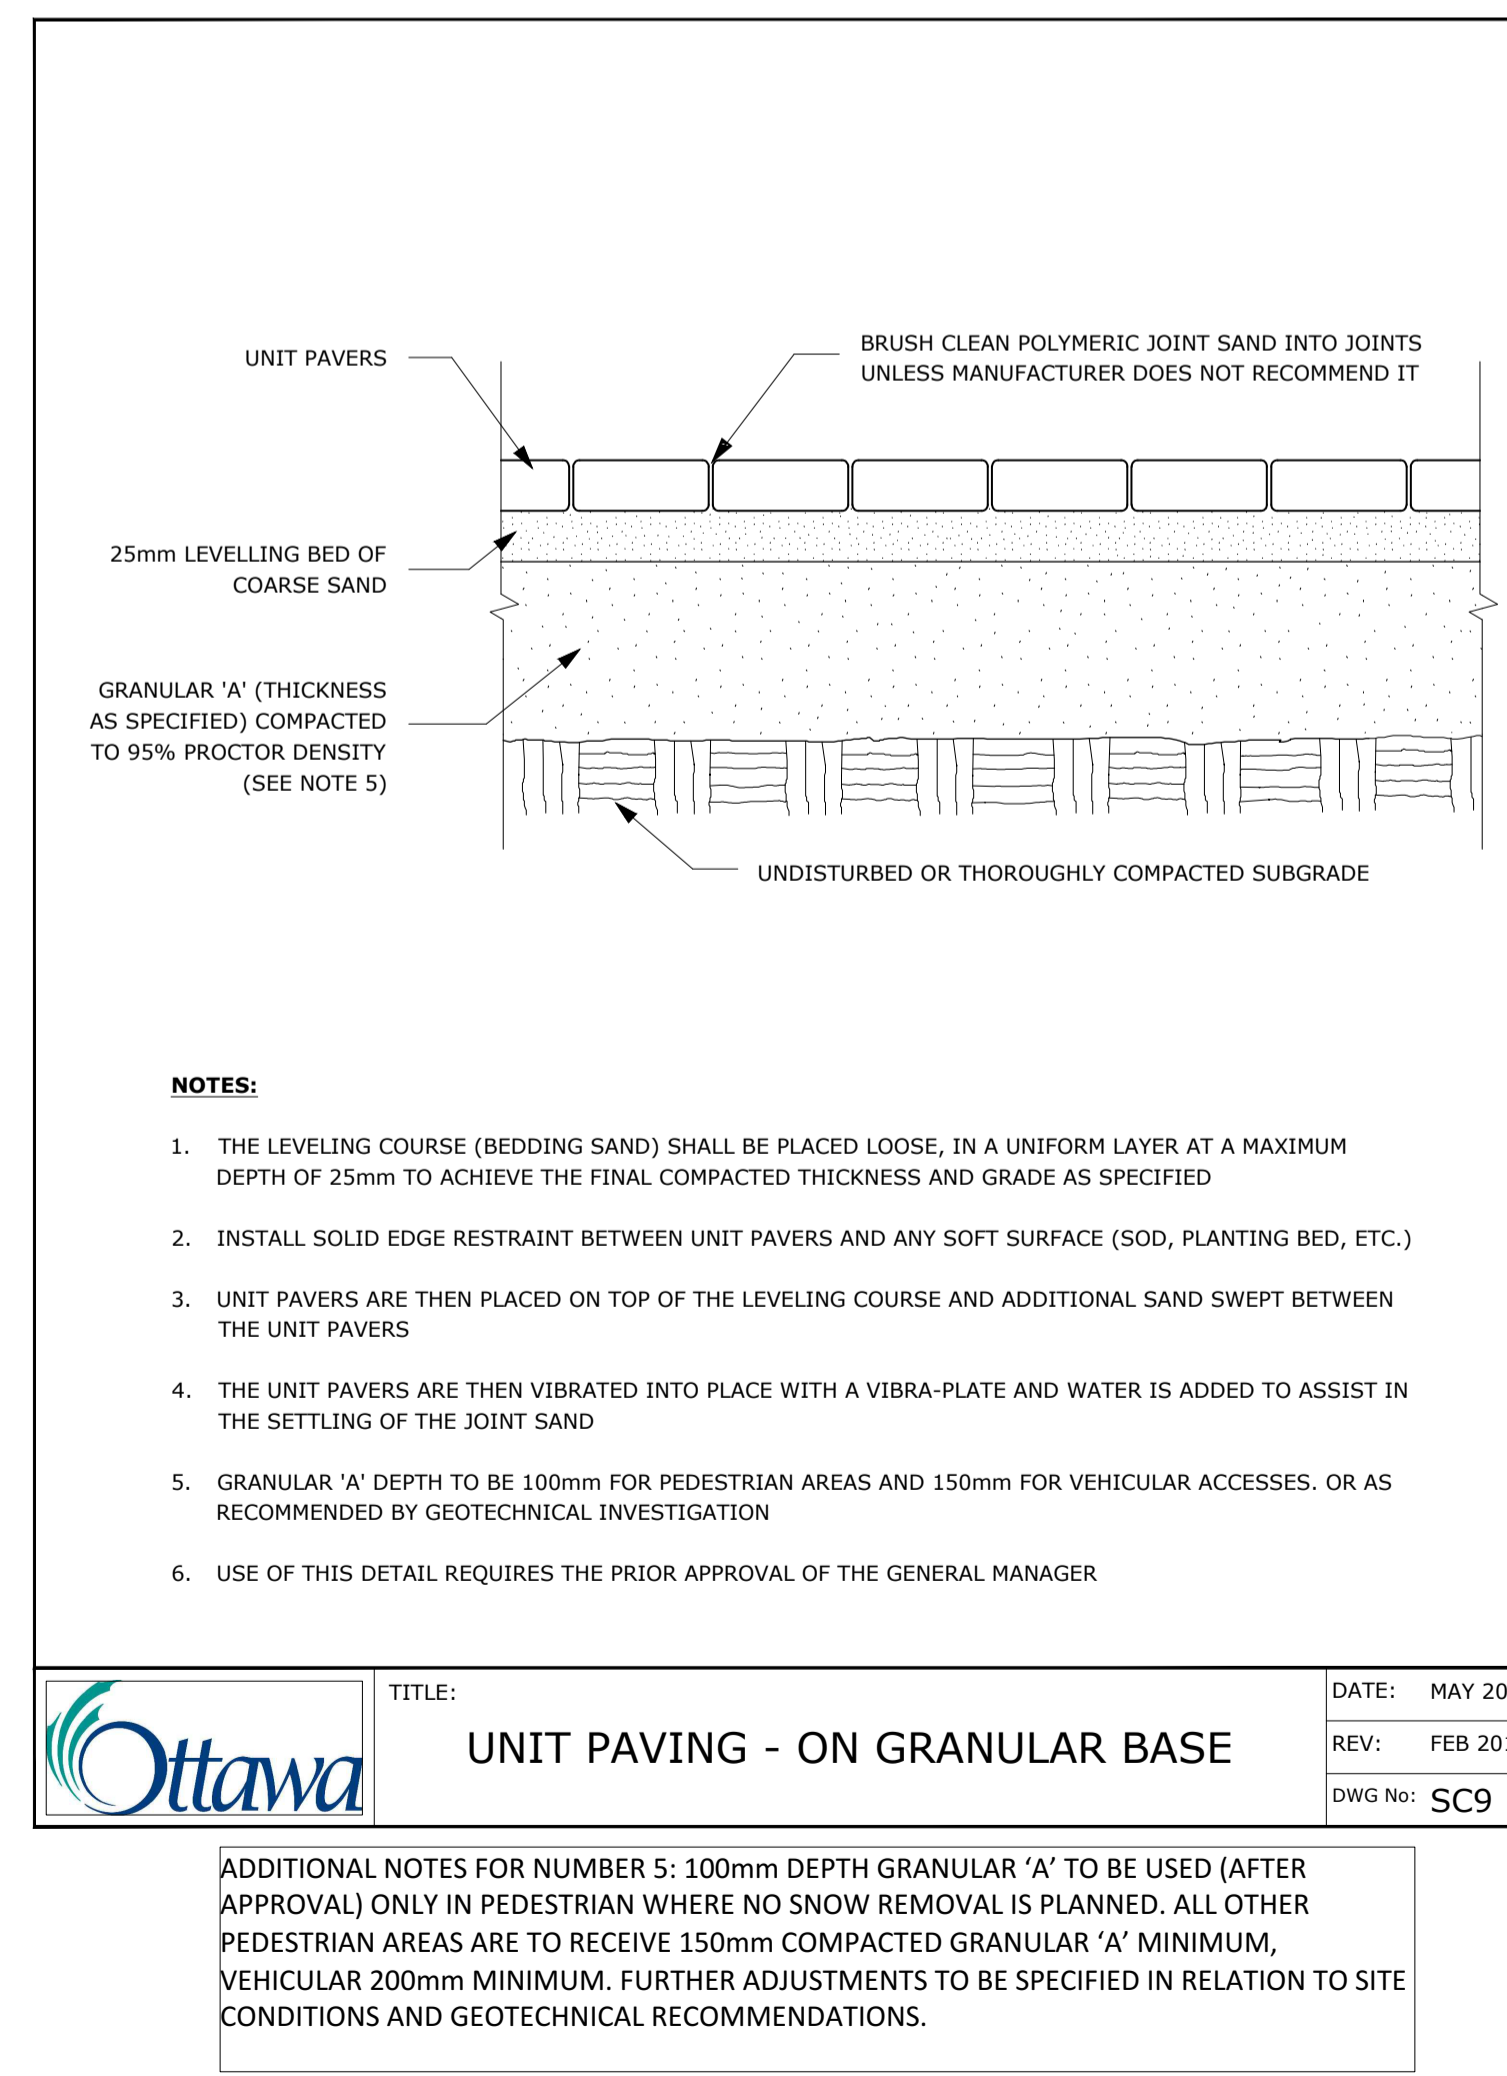 UNIT PAVERS
BRUSH CLEAN POLYMERIC JOINT SAND INTO JOINTS
UNLESS MANUFACTURER DOES NOT RECOMMEND IT
25mm LEVELLING BED OF
COARSE SAND
GRANULAR 'A' (THICKNESS
AS SPECIFIED) COMPACTED
TO 95% PROCTOR DENSITY
(SEE NOTE 5)
UNDISTURBED OR THOROUGHLY COMPACTED SUBGRADE
NOTES:
1. THE LEVELING COURSE (BEDDING SAND) SHALL BE PLACED LOOSE, IN A UNIFORM LAYER AT A MAXIMUM
DEPTH OF 25mm TO ACHIEVE THE FINAL COMPACTED THICKNESS AND GRADE AS SPECIFIED
2. INSTALL SOLID EDGE RESTRAINT BETWEEN UNIT PAVERS AND ANY SOFT SURFACE (SOD, PLANTING BED, ETC.)
3. UNIT PAVERS ARE THEN PLACED ON TOP OF THE LEVELING COURSE AND ADDITIONAL SAND SWEPT BETWEEN
THE UNIT PAVERS
4. THE UNIT PAVERS ARE THEN VIBRATED INTO PLACE WITH A VIBRA-PLATE AND WATER IS ADDED TO ASSIST IN
THE SETTLING OF THE JOINT SAND
5. GRANULAR 'A' DEPTH TO BE 100mm FOR PEDESTRIAN AREAS AND 150mm FOR VEHICULAR ACCESSES. OR AS
RECOMMENDED BY GEOTECHNICAL INVESTIGATION
6. USE OF THIS DETAIL REQUIRES THE PRIOR APPROVAL OF THE GENERAL MANAGER
Ottawa
TITLE:
UNIT PAVING - ON GRANULAR BASE
DATE: MAY 20
REV: FEB 20
DWG No: SC9
ADDITIONAL NOTES FOR NUMBER 5: 100mm DEPTH GRANULAR ‘A’ TO BE USED (AFTER
APPROVAL) ONLY IN PEDESTRIAN WHERE NO SNOW REMOVAL IS PLANNED. ALL OTHER
PEDESTRIAN AREAS ARE TO RECEIVE 150mm COMPACTED GRANULAR ‘A’ MINIMUM,
VEHICULAR 200mm MINIMUM. FURTHER ADJUSTMENTS TO BE SPECIFIED IN RELATION TO SITE
CONDITIONS AND GEOTECHNICAL RECOMMENDATIONS.